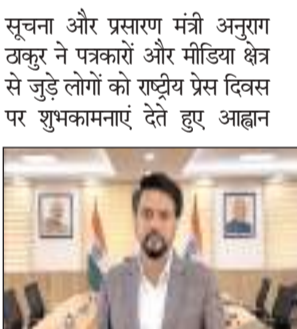 सूचना और प्रसारण मंत्री अनुराग
ठाकुर ने पत्रकारों और मीडिया क्षेत्र
से जुड़े लोगों को राष्ट्रीय प्रेस दिवस
पर शुभकामनाएं देते हुए आह्वान